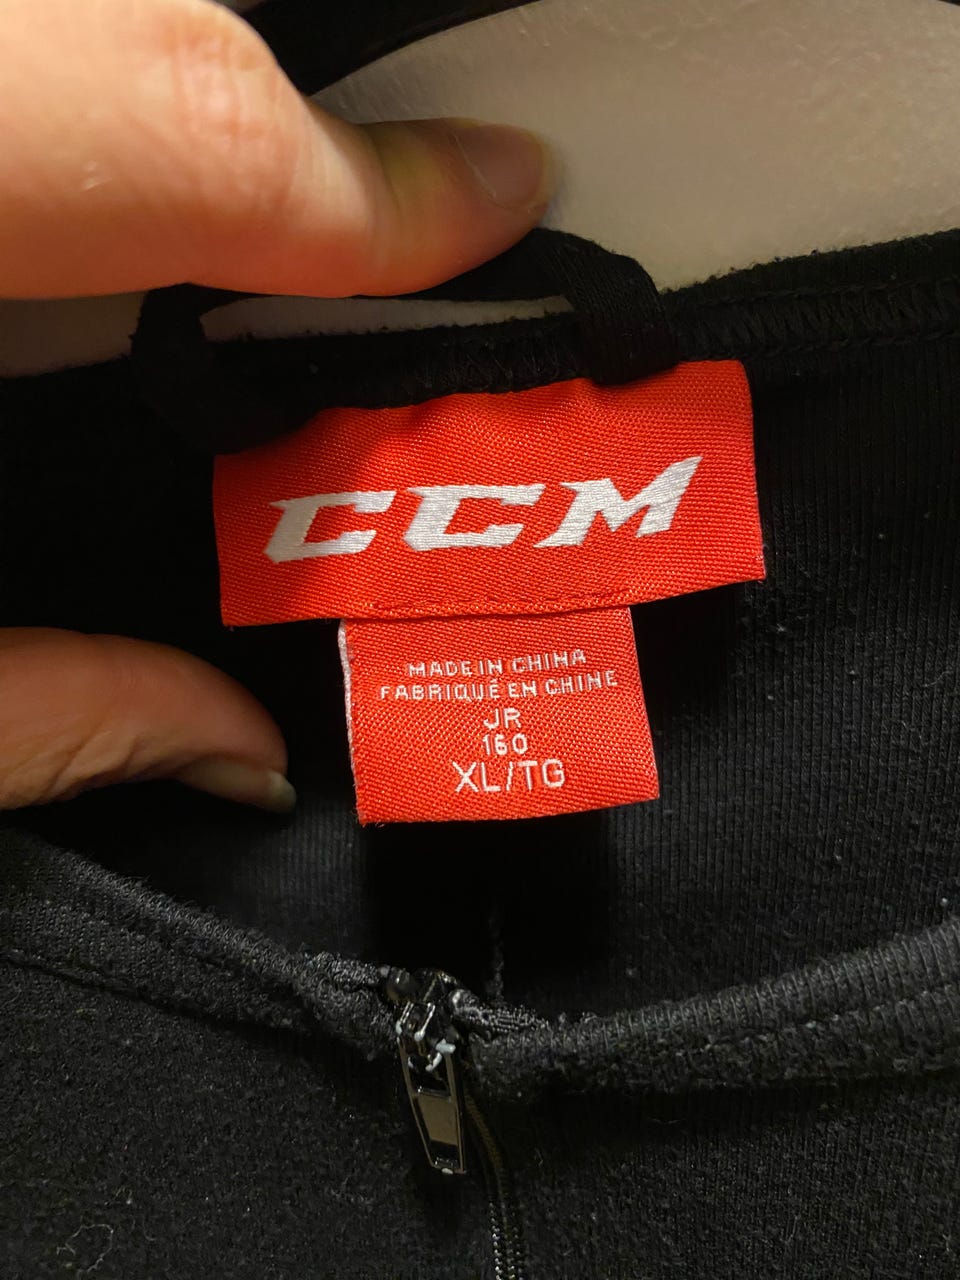 CCM
MADE IN CHINA
FABRIQUÉ EN CHINE
JR
160
XL/TG